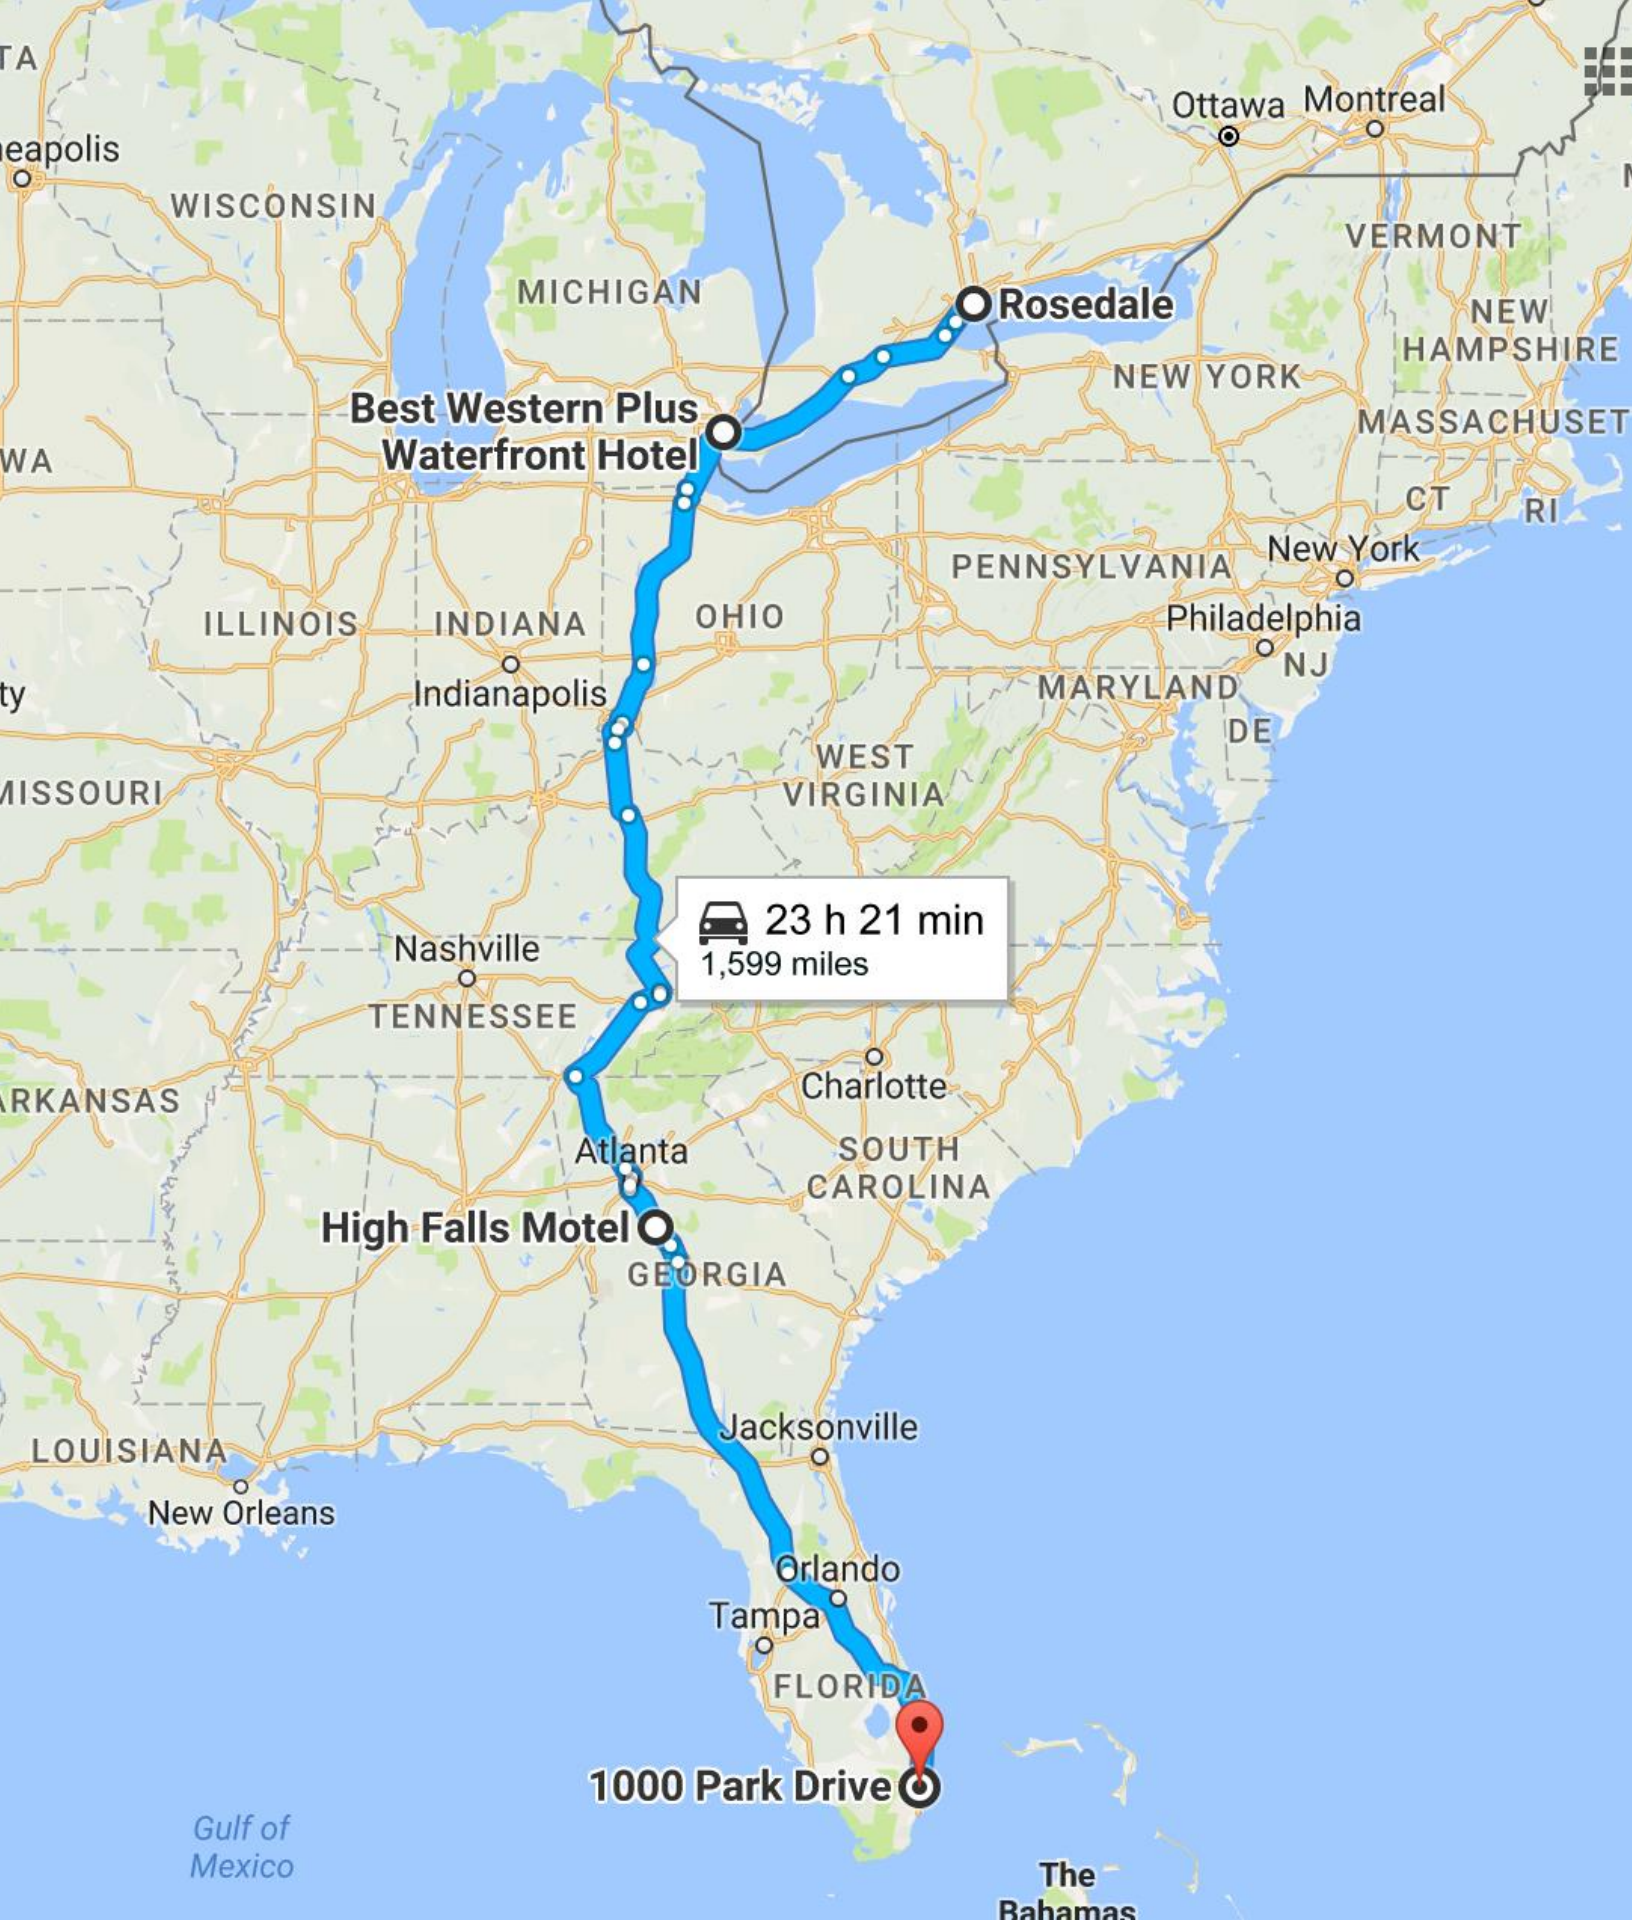 TA
Ottawa
Montreal
eapolis
WISCONSIN
VERMONT
MICHIGAN
Rosedale
NEW
HAMPSHIRE
NEW YORK
Best Western Plus
Waterfront Hotel
MASSACHUSET
WA
CT
RI
New York
PENNSYLVANIA
ILLINOIS
INDIANA
OHIO
Philadelphia
NJ
Indianapolis
ty
MARYLAND
DE
WEST
VIRGINIA
MISSOURI
23 h 21 min
1,599 miles
Nashville
TENNESSEE
Charlotte
ARKANSAS
Atlanta
SOUTH
CAROLINA
High Falls Motel
GEORGIA
Jacksonville
LOUISIANA
New Orleans
Orlando
Tampa
FLORIDA
1000 Park Drive
Gulf of
Mexico
The
Bahamas